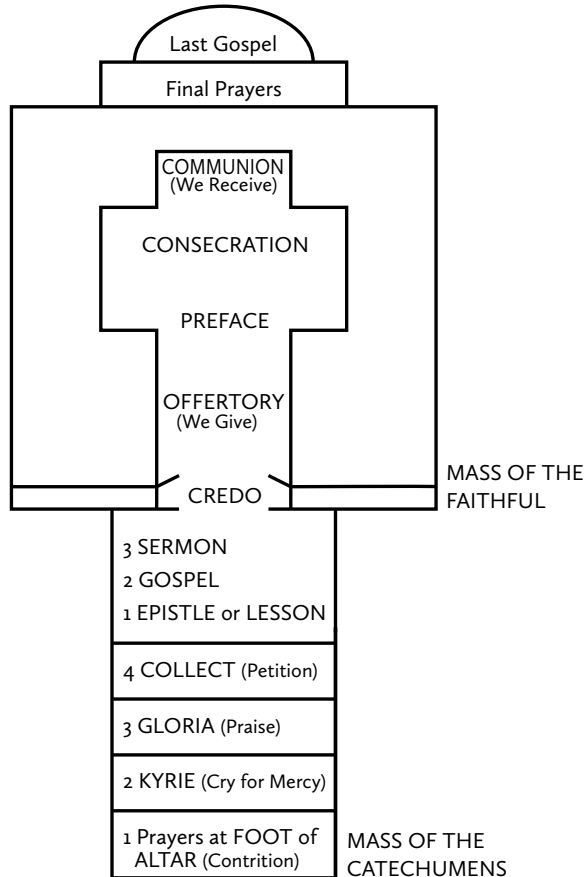 Last Gospel
Final Prayers
COMMUNION
(We Receive)
CONSECRATION
PREFACE
OFFERTORY
(We Give)
CREDO
MASS OF THE
FAITHFUL
3 SERMON
2 GOSPEL
1 EPISTLE or LESSON
4 COLLECT (Petition)
3 GLORIA (Praise)
2 KYRIE (Cry for Mercy)
1 Prayers at FOOT of
ALTAR (Contrition)
MASS OF THE
CATECHUMENS